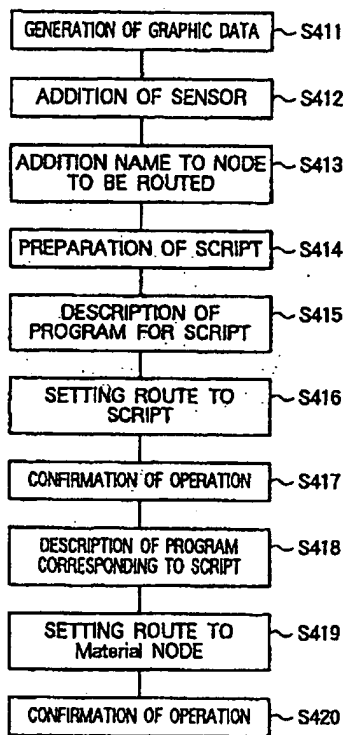 GENERATION OF GRAPHIC DATA S411
ADDITION OF SENSOR S412
ADDITION NAME TO NODE
TO BE ROUTED S413
PREPARATION OF SCRIPT S414
DESCRIPTION OF
PROGRAM FOR SCRIPT S415
SETTING ROUTE TO
SCRIPT S416
CONFIRMATION OF OPERATION S417
DESCRIPTION OF PROGRAM
CORRESPONDING TO SCRIPT S418
SETTING ROUTE TO
Material NODE S419
CONFIRMATION OF OPERATION S420